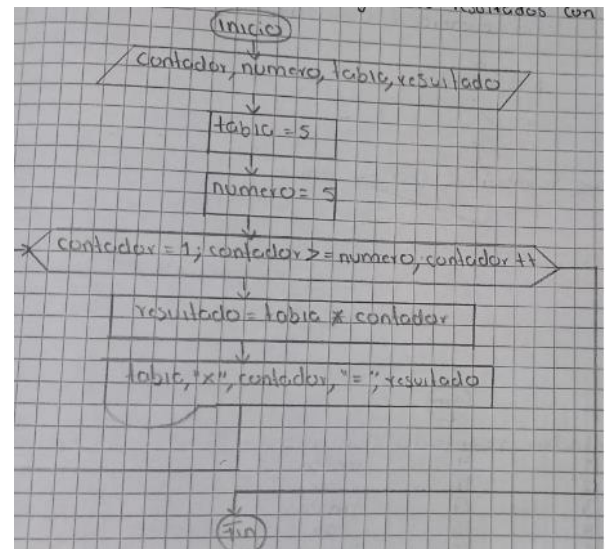 resultados con
Inicio
contador, numero, tabla, resultado
tabla = 5
numero = 5
contador = 1; contador >= numero, contador ++
resultado = tabla * contador
tabla, "x", contador, "=", resultado
Fin